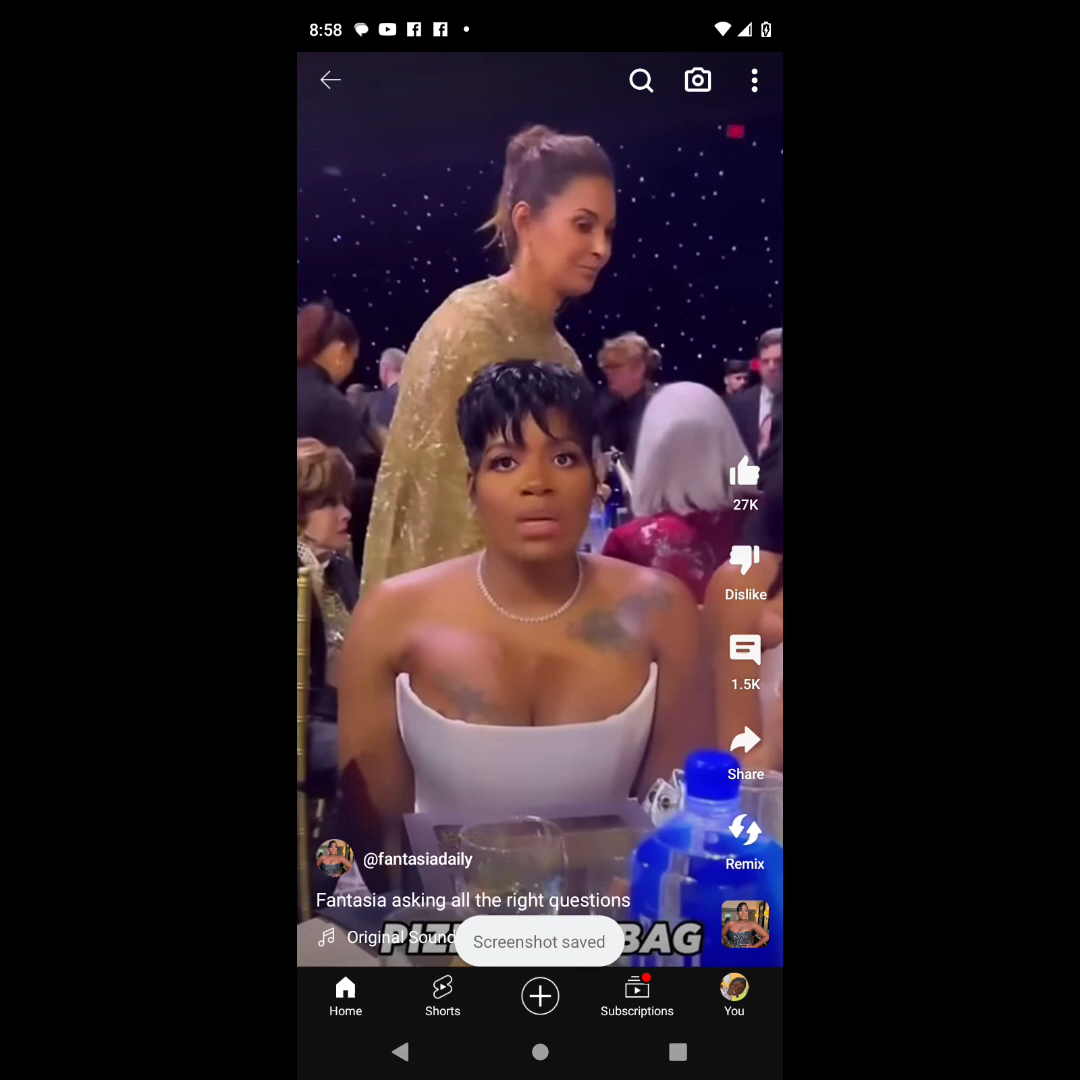 8:58
27K
Dislike
1.5K
Share
Remix
@fantasiadaily
Fantasia asking all the right questions
Original Sound
BAG
Screenshot saved
Home
Shorts
Subscriptions
You